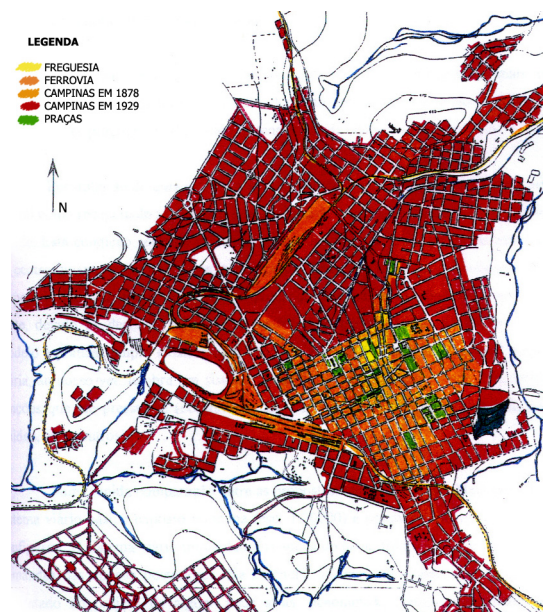 LEGENDA
FREGUESIA
FERROVIA
CAMPINAS EM 1878
CAMPINAS EM 1929
PRAÇAS
N